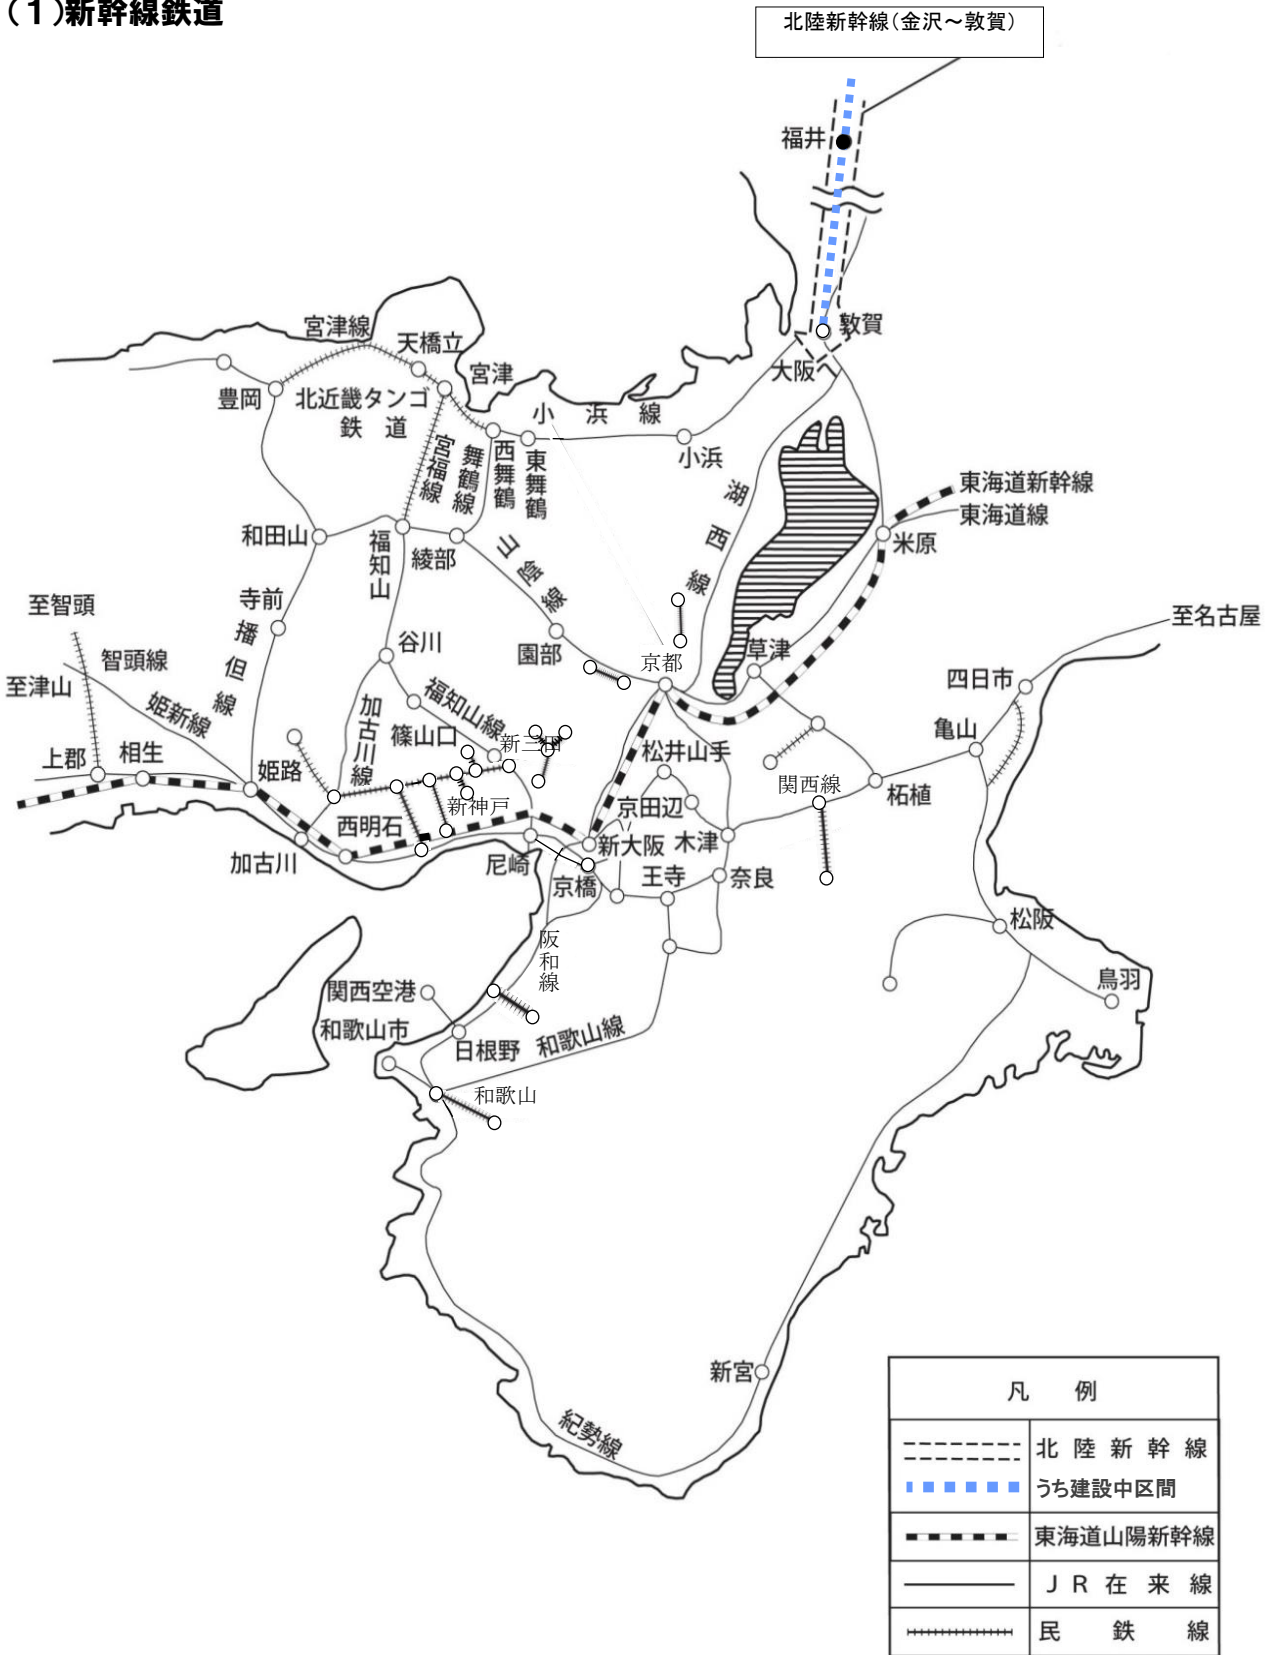 (1)新幹線鉄道
北陸新幹線(金沢～敦賀)
福井
敦賀
大阪
宮津線
天橋立
宮津
豊岡
北近畿タンゴ
鉄道
小浜線
小浜
宮福線
舞鶴線
西舞鶴
東舞鶴
湖西線
東海道新幹線
東海道線
米原
和田山
福知山
綾部
山陰線
至智頭
寺前
播但線
谷川
園部
京都
草津
至名古屋
智頭線
至津山
姫新線
加古川線
福知山線
篠山口
新三田
四日市
亀山
上郡
相生
姫路
松井山手
関西線
柘植
新神戸
京田辺
西明石
新大阪
木津
加古川
尼崎
京橋
王寺
奈良
阪和線
松阪
関西空港
鳥羽
和歌山市
日根野
和歌山線
和歌山
新宮
紀勢線
凡例
北陸新幹線
うち建設中区間
東海道山陽新幹線
JR在来線
民鉄線